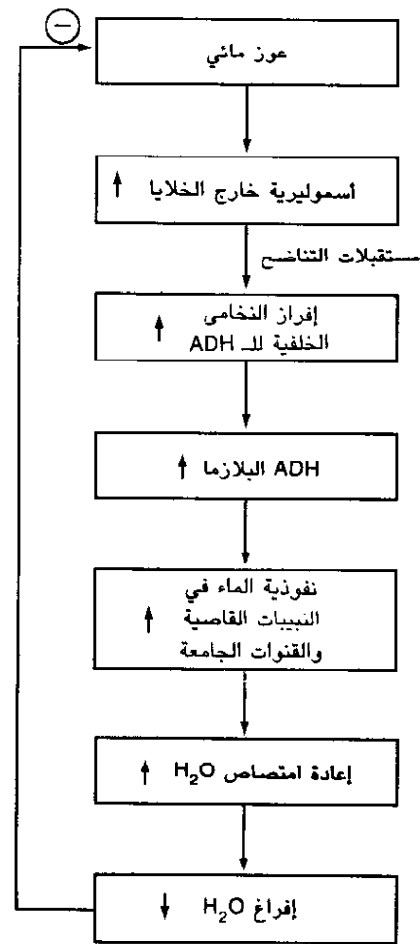 −
عوز مائي
أسموليرية خارج الخلايا ↑
مستقبلات التناضح
إفراز النخامى
الخلفية للـ ADH ↑
ADH البلازما ↑
نفوذية الماء في
النبيبات القاصية ↑
والقنوات الجامعة
إعادة امتصاص H₂O ↑
إفراغ H₂O ↓